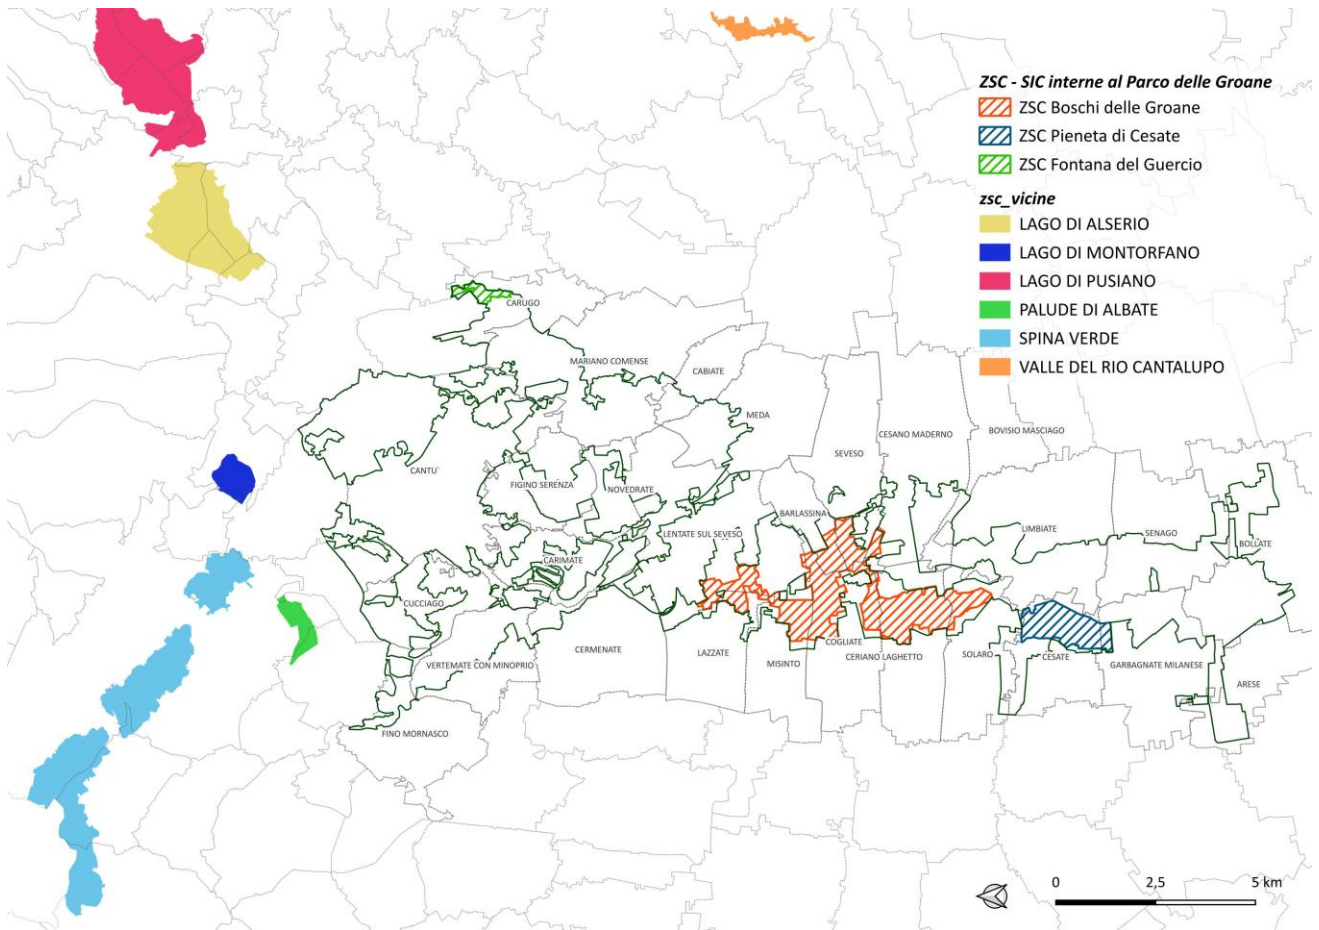 ZSC - SIC interne al Parco delle Groane
ZSC Boschi delle Groane
ZSC Pieneta di Cesate
ZSC Fontana del Guercio
zsc_vicine
LAGO DI ALSERIO
LAGO DI MONTORFANO
LAGO DI PUSIANO
PALUDE DI ALBATE
SPINA VERDE
VALLE DEL RIO CANTALUPO
CARUGO
MARIANO COMENSE
CABIATE
MEDA
CESANO MADERNO
BOVISIO MASCIAGO
SEVESO
CANTU`
FIGINO SERENZA
NOVEDRATE
BARLASSINA
LENTATE SUL SEVESO
LIMBIATE
SENAGO
BOLLATE
CARIMATE
CUCCIAGO
VERTEMATE CON MINOPRIO
CERMENATE
LAZZATE
MISINTO
COGLIATE
CERIANO LAGHETTO
SOLARO
CESATE
GARBAGNATE MILANESE
ARESE
FINO MORNASCO
0 2,5 5 km